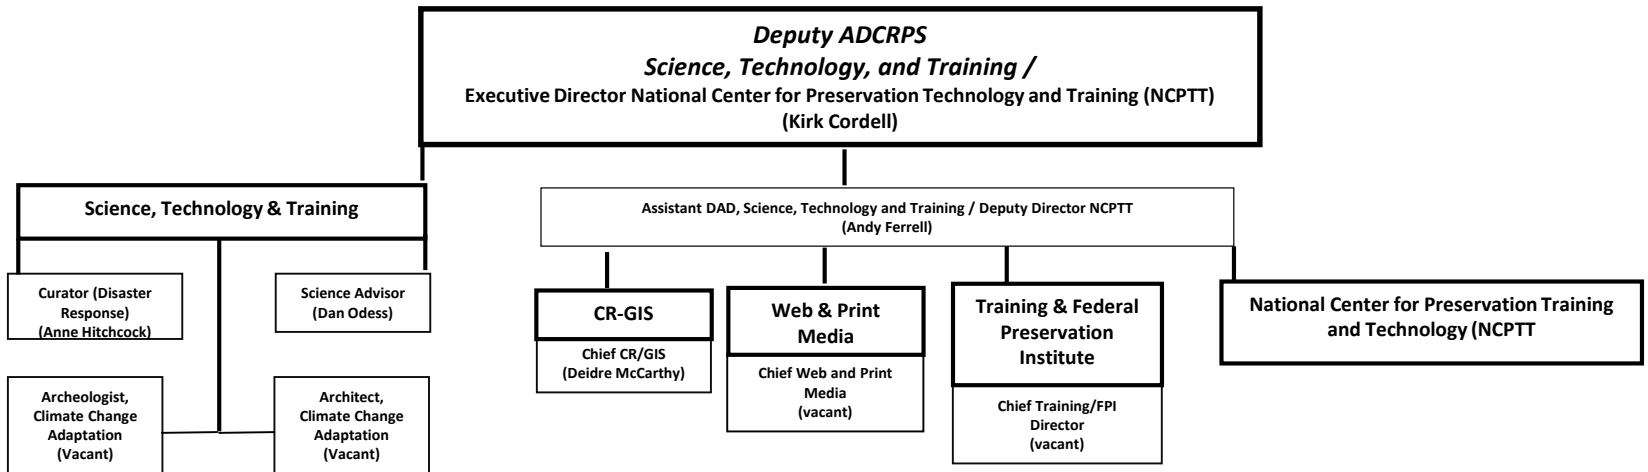 Deputy ADCRPS
Science, Technology, and Training /
Executive Director National Center for Preservation Technology and Training (NCPTT)
(Kirk Cordell)
Science, Technology & Training
Assistant DAD, Science, Technology and Training / Deputy Director NCPTT
(Andy Ferrell)
Curator (Disaster
Response)
(Anne Hitchcock)
Science Advisor
(Dan Odess)
Archeologist,
Climate Change
Adaptation
(Vacant)
Architect,
Climate Change
Adaptation
(Vacant)
CR-GIS
Chief CR/GIS
(Deidre McCarthy)
Web & Print
Media
Chief Web and Print
Media
(vacant)
Training & Federal
Preservation
Institute
Chief Training/FPI
Director
(vacant)
National Center for Preservation Training
and Technology (NCPTT